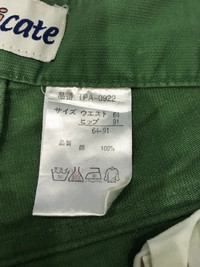 icate
品番 IPA-0922
サイズ ウエスト 64
ヒップ 91
64-91
品質 綿 100%